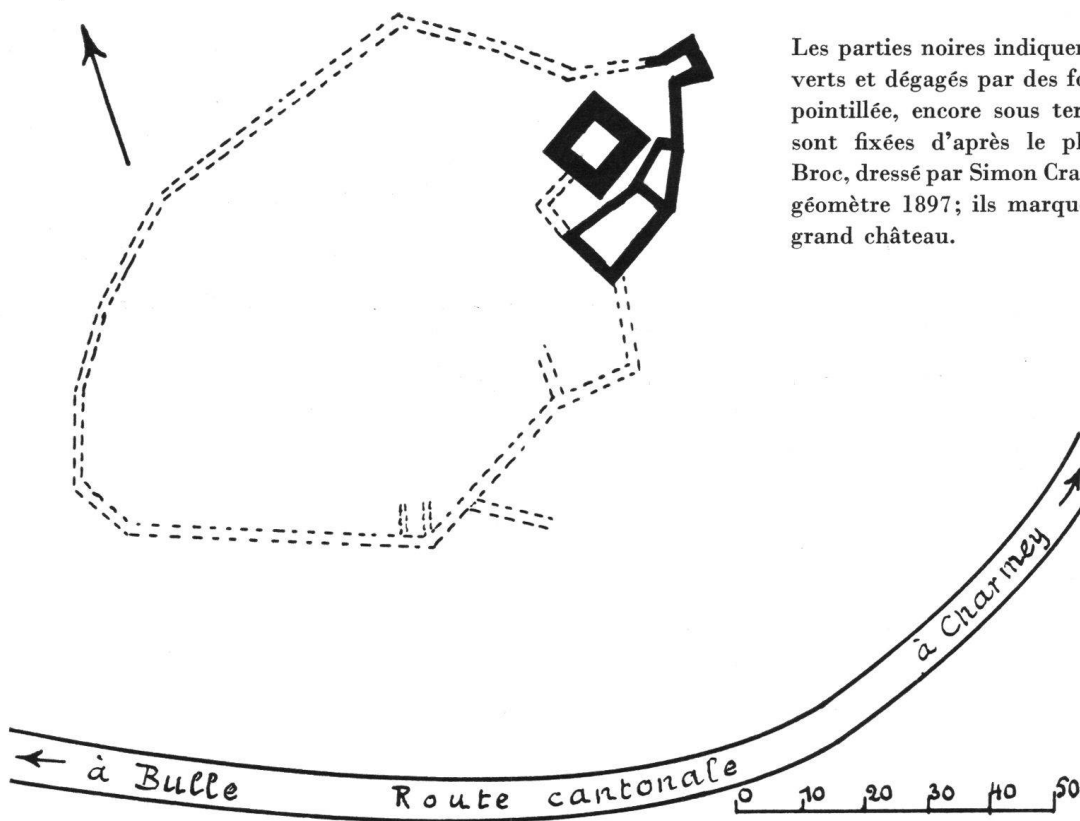 Les parties noires indiquer
verts et dégagés par des fo
pointillée, encore sous ter
sont fixées d'après le pl
Broc, dressé par Simon Cra
géomètre 1897; ils marqu
grand château.
à Charmey
à Bulle Route cantonale
0 10 20 30 40 50